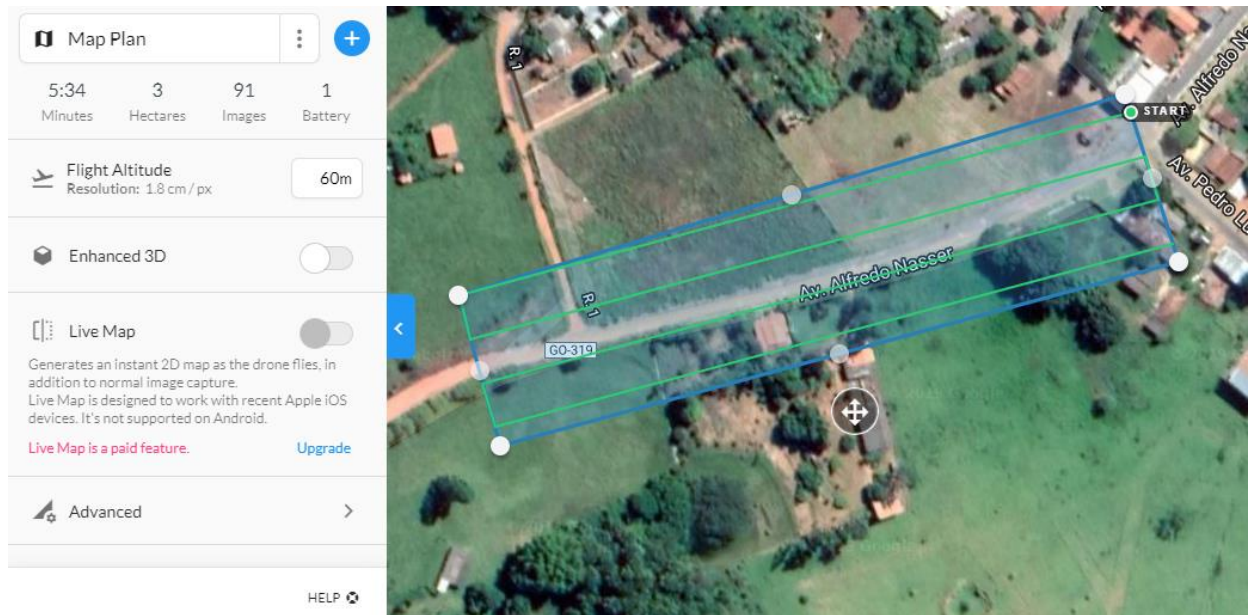 Map Plan
5:34
3
91
1
Minutes
Hectares
Images
Battery
Flight Altitude
Resolution: 1.8 cm / px
60m
Enhanced 3D
Live Map
Generates an instant 2D map as the drone flies, in
addition to normal image capture.
Live Map is designed to work with recent Apple iOS
devices. It's not supported on Android.
Live Map is a paid feature.
Upgrade
Advanced
HELP
R. 1
START
Av. Alfredo
Av. Pedro
Av. Alfredo Nasser
R. 1
GO-319